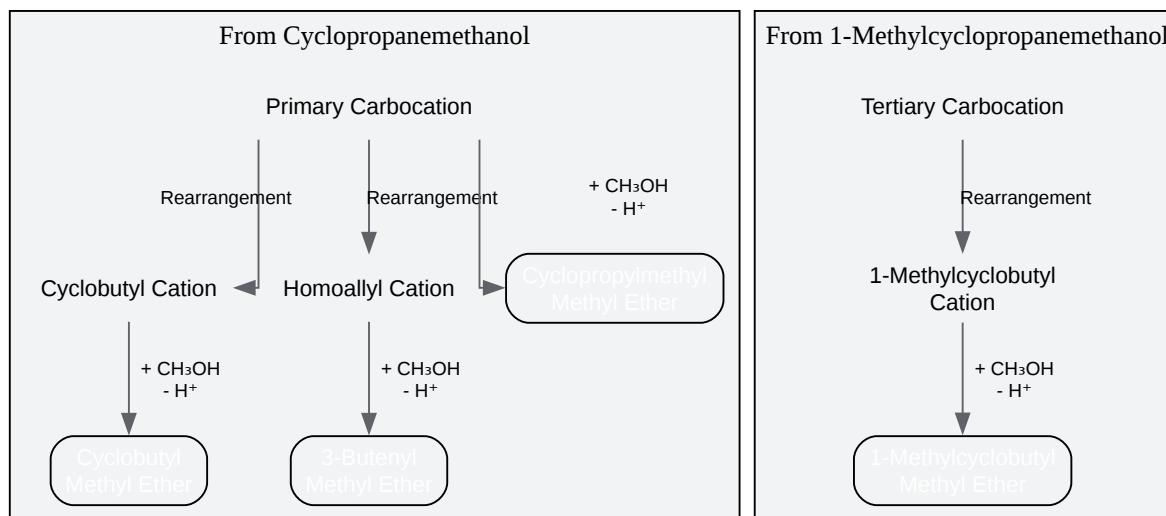 From Cyclopropanemethanol
From 1-Methylcyclopropanemethanol
Primary Carbocation
Tertiary Carbocation
+ CH₃OH
- H⁺
Rearrangement
Rearrangement
Rearrangement
Cyclopropylmethyl
Methyl Ether
Cyclobutyl Cation
Homoallyl Cation
1-Methylcyclobutyl
Cation
+ CH₃OH
- H⁺
+ CH₃OH
- H⁺
+ CH₃OH
- H⁺
Cyclobutyl
Methyl Ether
3-Butenyl
Methyl Ether
1-Methylcyclobutyl
Methyl Ether